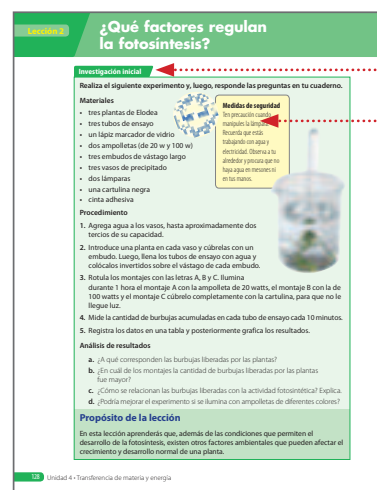 Lección 2
¿Qué factores regulan
la fotosíntesis?
Investigación inicial
Realiza el siguiente experimento y, luego, responde las preguntas en tu cuaderno.
Materiales
• tres plantas de Elodea
• tres tubos de ensayo
• un lápiz marcador de vidrio
• dos ampolletas (de 20 w y 100 w)
• tres embudos de vástago largo
• tres vasos de precipitado
• dos lámparas
• una cartulina negra
• cinta adhesiva
Medidas de seguridad
Ten precaución cuando
manipules la lámpara.
Recuerda que estás
trabajando con agua y
electricidad. Observa a tu
alrededor y procura que no
haya agua en mesones ni
en tus manos.
Procedimiento
1. Agrega agua a los vasos, hasta aproximadamente dos
tercios de su capacidad.
2. Introduce una planta en cada vaso y cúbrelas con un
embudo. Luego, llena los tubos de ensayo con agua y
colócalos invertidos sobre el vástago de cada embudo.
3. Rotula los montajes con las letras A, B y C. Ilumina
durante 1 hora el montaje A con la ampolleta de 20 watts, el montaje B con la de
100 watts y el montaje C cúbrelo completamente con la cartulina, para que no le
llegue luz.
4. Mide la cantidad de burbujas acumuladas en cada tubo de ensayo cada 10 minutos.
5. Registra los datos en una tabla y posteriormente grafica los resultados.
Análisis de resultados
a. ¿A qué corresponden las burbujas liberadas por las plantas?
b. ¿En cuál de los montajes la cantidad de burbujas liberadas por las plantas
fue mayor?
c. ¿Cómo se relacionan las burbujas liberadas con la actividad fotosintética? Explica.
d. ¿Podría mejorar el experimento si se ilumina con ampolletas de diferentes colores?
Propósito de la lección
En esta lección aprenderás que, además de las condiciones que permiten el
desarrollo de la fotosíntesis, existen otros factores ambientales que pueden afectar el
crecimiento y desarrollo normal de una planta.
128 Unidad 4 • Transferencia de materia y energía